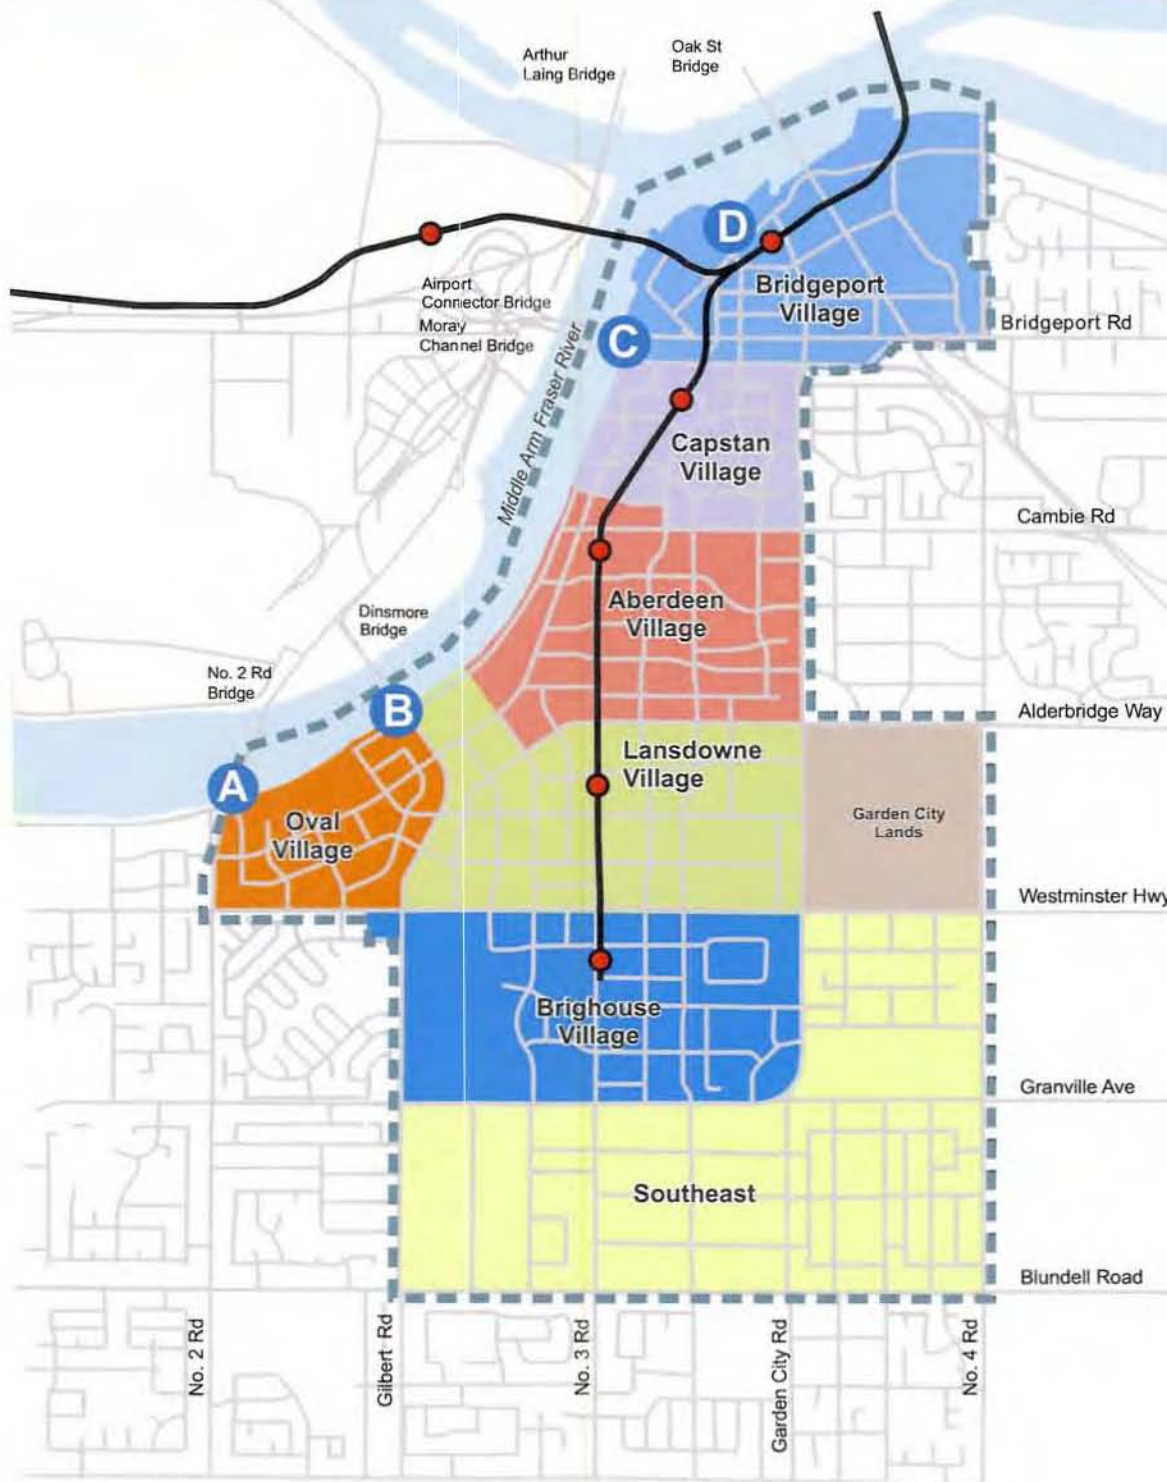 Arthur
Laing Bridge
Oak St
Bridge
D
Airport
Connector Bridge
Moray
Channel Bridge
Bridgeport
Village
Bridgeport Rd
C
Middle Arm Fraser River
Capstan
Village
Cambie Rd
Aberdeen
Village
Dinsmore
Bridge
No. 2 Rd
Bridge
B
Alderbridge Way
A
Lansdowne
Village
Oval
Village
Garden City
Lands
Westminster Hwy
Brighouse
Village
Granville Ave
Southeast
Blundell Road
No. 2 Rd
Gilbert Rd
No. 3 Rd
Garden City Rd
No. 4 Rd